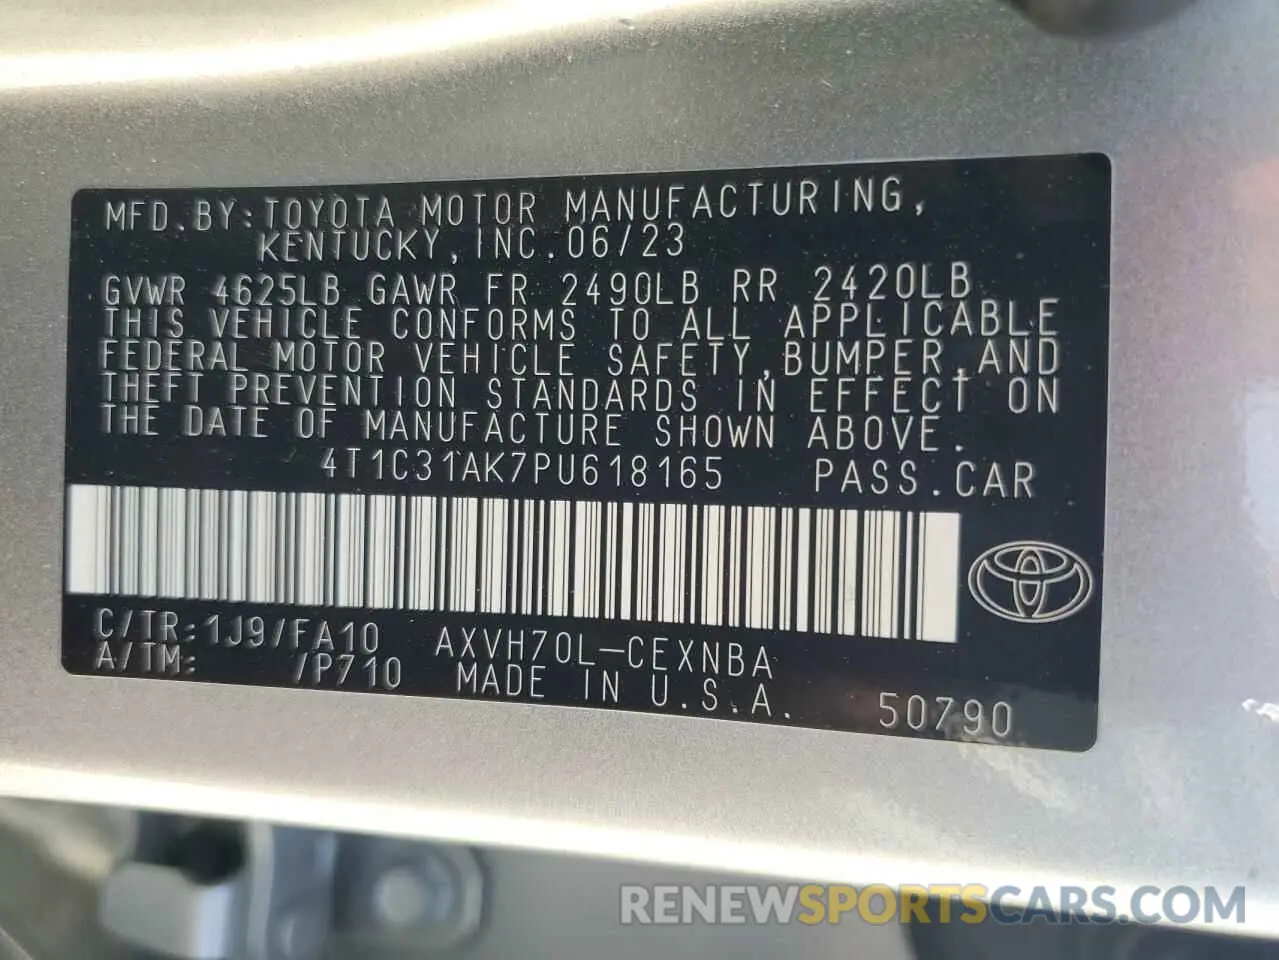 MFD. BY: TOYOTA MOTOR MANUFACTURING,
KENTUCKY, INC. 06/23
GVWR 4625LB GAWR FR 2490LB RR 2420LB
THIS VEHICLE CONFORMS TO ALL APPLICABLE
FEDERAL MOTOR VEHICLE SAFETY, BUMPER, AND
THEFT PREVENTION STANDARDS IN EFFECT ON
THE DATE OF MANUFACTURE SHOWN ABOVE.
4T1C31AK7PU618165 PASS. CAR
C/TR: 1J9/FA10 AXVH70L-CEXNBA
A/TM: /P710 MADE IN U.S.A. 50790
RENEWSPORTSCARS.COM